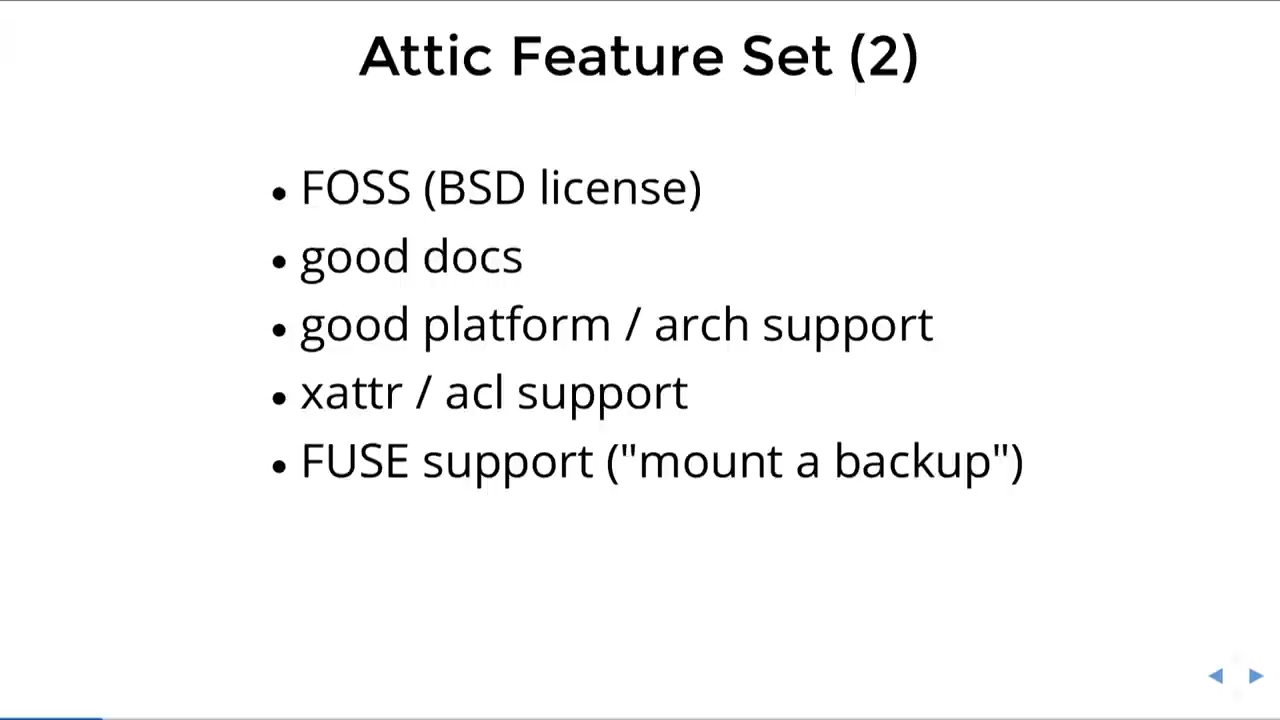 Attic Feature Set (2)
• FOSS (BSD license)
• good docs
• good platform / arch support
• xattr / acl support
• FUSE support ("mount a backup")